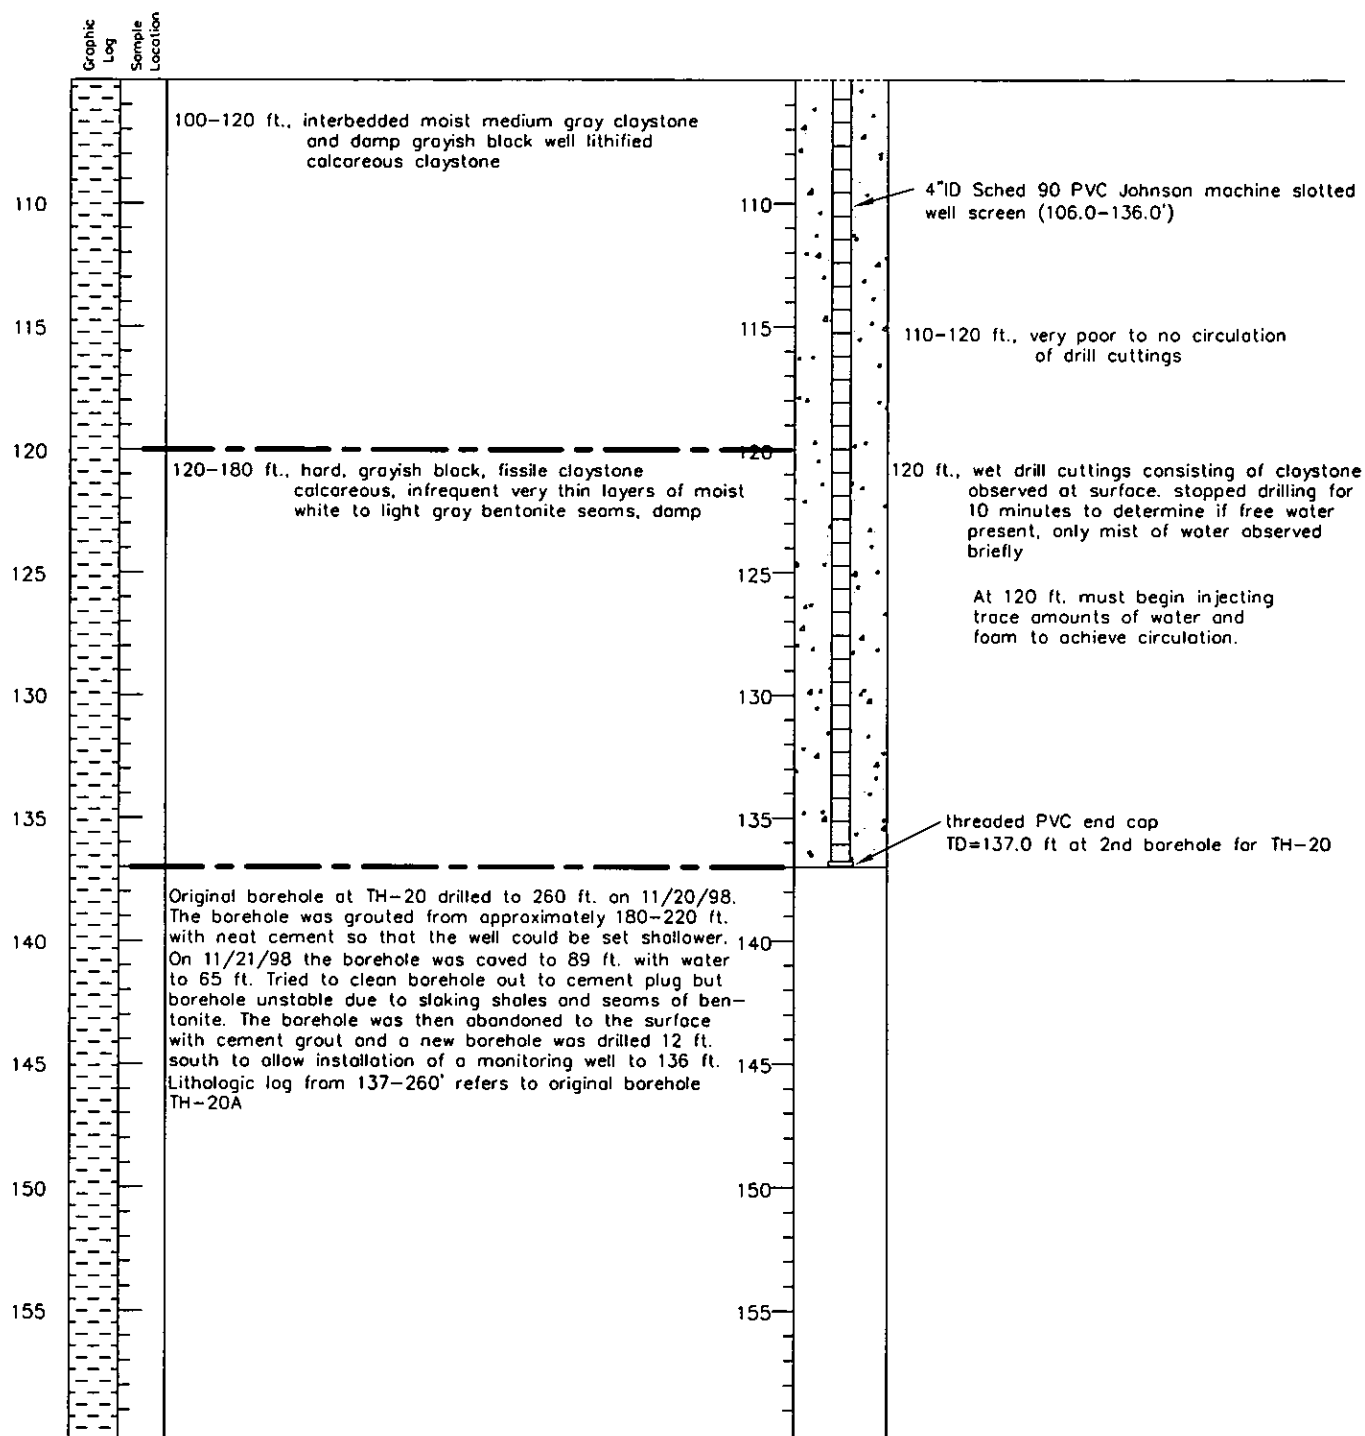 Graphic
Log
Sample
Location
100-120 ft., interbedded moist medium gray claystone
and damp grayish black well lithified
calcareous claystone
110
110
4"ID Sched 90 PVC Johnson machine slotted
well screen (106.0-136.0')
115
115
110-120 ft., very poor to no circulation
of drill cuttings
120
120
120-180 ft., hard, grayish black, fissile claystone
calcareous, infrequent very thin layers of moist
white to light gray bentonite seams, damp
120 ft., wet drill cuttings consisting of claystone
observed at surface. stopped drilling for
10 minutes to determine if free water
present, only mist of water observed
briefly
125
125
At 120 ft. must begin injecting
trace amounts of water and
foam to achieve circulation.
130
130
135
135
threaded PVC end cap
TD=137.0 ft at 2nd borehole for TH-20
Original borehole at TH-20 drilled to 260 ft. on 11/20/98.
The borehole was grouted from approximately 180-220 ft.
with neat cement so that the well could be set shallower.
On 11/21/98 the borehole was caved to 89 ft. with water
to 65 ft. Tried to clean borehole out to cement plug but
borehole unstable due to slaking shales and seams of ben-
tonite. The borehole was then abandoned to the surface
with cement grout and a new borehole was drilled 12 ft.
south to allow installation of a monitoring well to 136 ft.
Lithologic log from 137-260' refers to original borehole
TH-20A
140
140
145
145
150
150
155
155